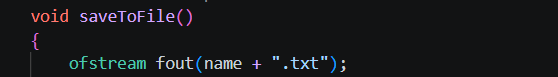 void saveToFile()
{
ofstream fout(name + ".txt");